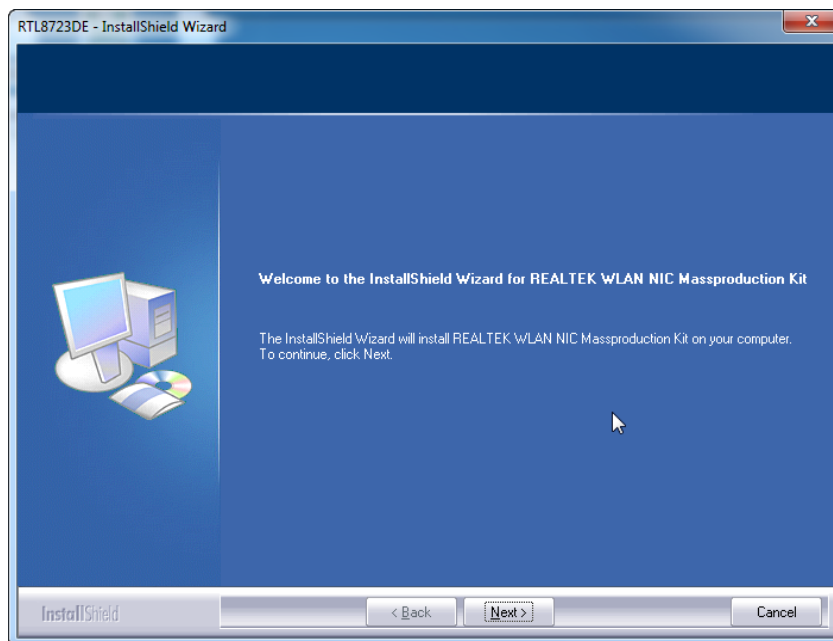 RTL8723DE - InstallShield Wizard
Welcome to the InstallShield Wizard for REALTEK WLAN NIC Massproduction Kit
The InstallShield Wizard will install REALTEK WLAN NIC Massproduction Kit on your computer.
To continue, click Next.
InstallShield
< Back
Next >
Cancel